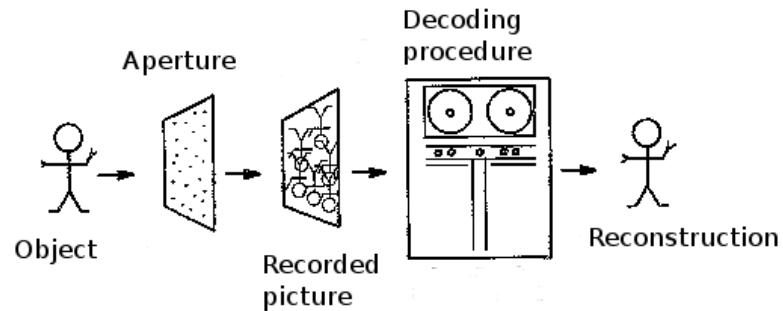 Decoding
procedure
Aperture
Object
Recorded
picture
Reconstruction